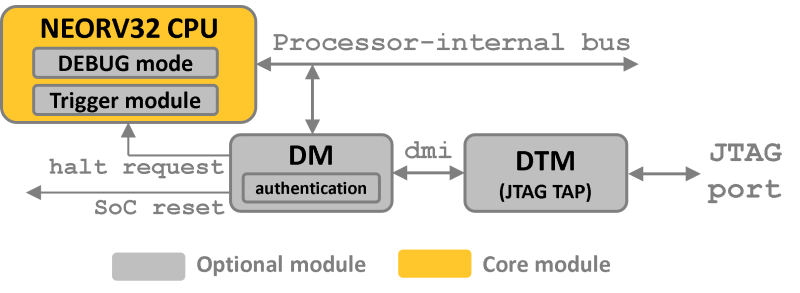 NEORV32 CPU
DEBUG mode
Trigger module
Processor-internal bus
halt request
SoC reset
DM
authentication
dmi
DTM
(JTAG TAP)
JTAG
port
Optional module
Core module